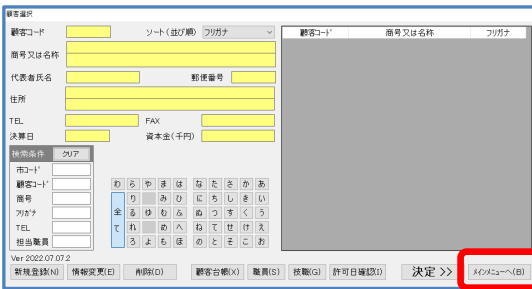 顧客選択
顧客コード ソート(並び順) フリガナ
商号又は名称
代表者氏名 郵便番号
住所
TEL FAX
決算日 資本金(千円)
検索条件 クリア
市コード
顧客コード
商号
フリガナ
TEL
担当職員
わ ら や ま は な た さ か あ
り み ひ に ち し き い
全 る ゆ む ふ ぬ つ す く う
て れ め へ ね て せ け え
ろ よ も ほ の と そ こ お
顧客コード 商号又は名称 フリガナ
Ver 2022.07.07.2
新規登録(N) 情報変更(E) 削除(D) 顧客台帳(X) 職員(S) 技職(G) 許可日確認(I) 決定 >> メインメニューへ(B)